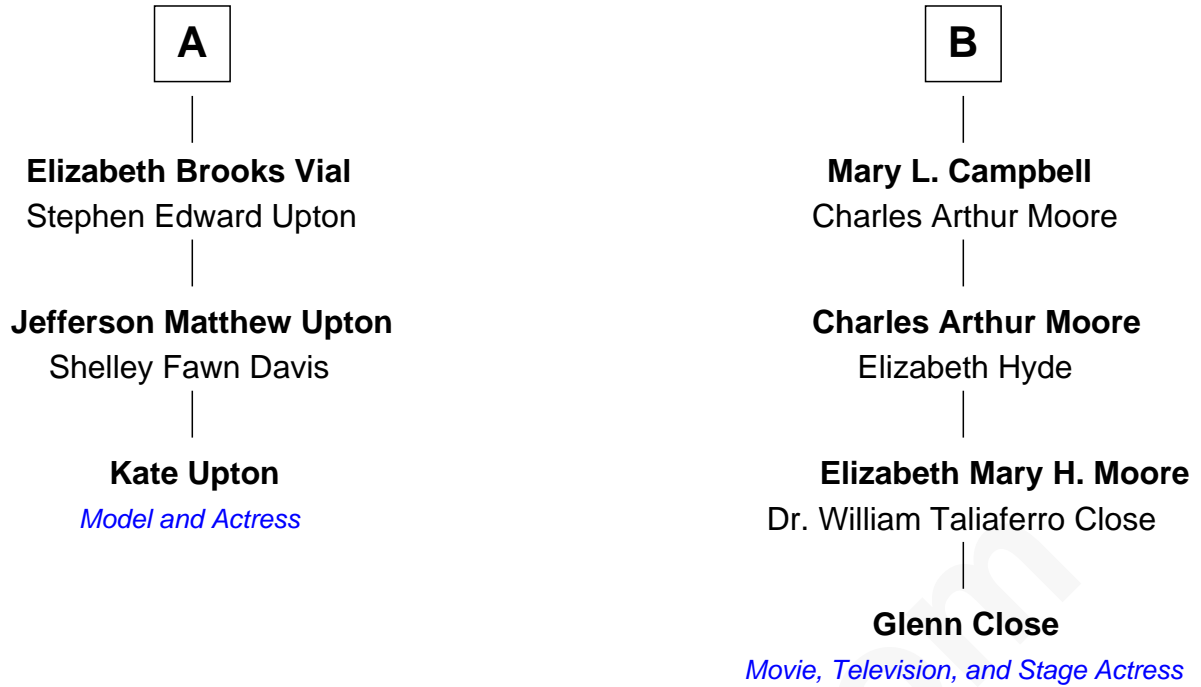 A
Elizabeth Brooks Vial
Stephen Edward Upton
Jefferson Matthew Upton
Shelley Fawn Davis
Kate Upton
Model and Actress
B
Mary L. Campbell
Charles Arthur Moore
Charles Arthur Moore
Elizabeth Hyde
Elizabeth Mary H. Moore
Dr. William Taliaferro Close
Glenn Close
Movie, Television, and Stage Actress